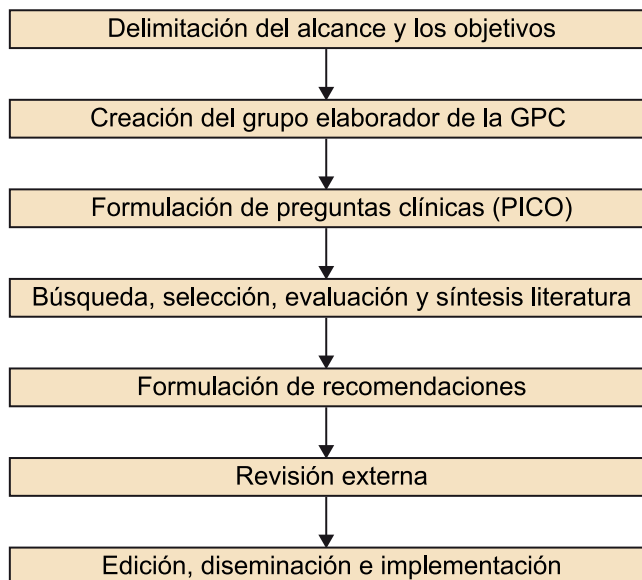 Delimitación del alcance y los objetivos
Creación del grupo elaborador de la GPC
Formulación de preguntas clínicas (PICO)
Búsqueda, selección, evaluación y síntesis literatura
Formulación de recomendaciones
Revisión externa
Edición, diseminación e implementación